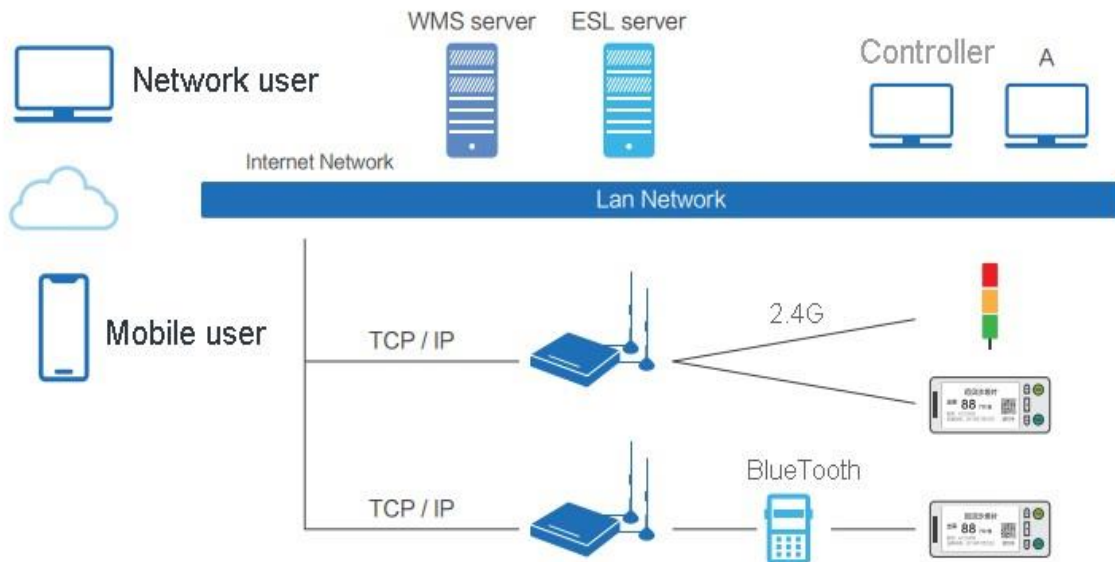 WMS server
ESL server
Controller
A
Network user
Internet Network
Lan Network
Mobile user
TCP / IP
2.4G
88
TCP / IP
BlueTooth
88